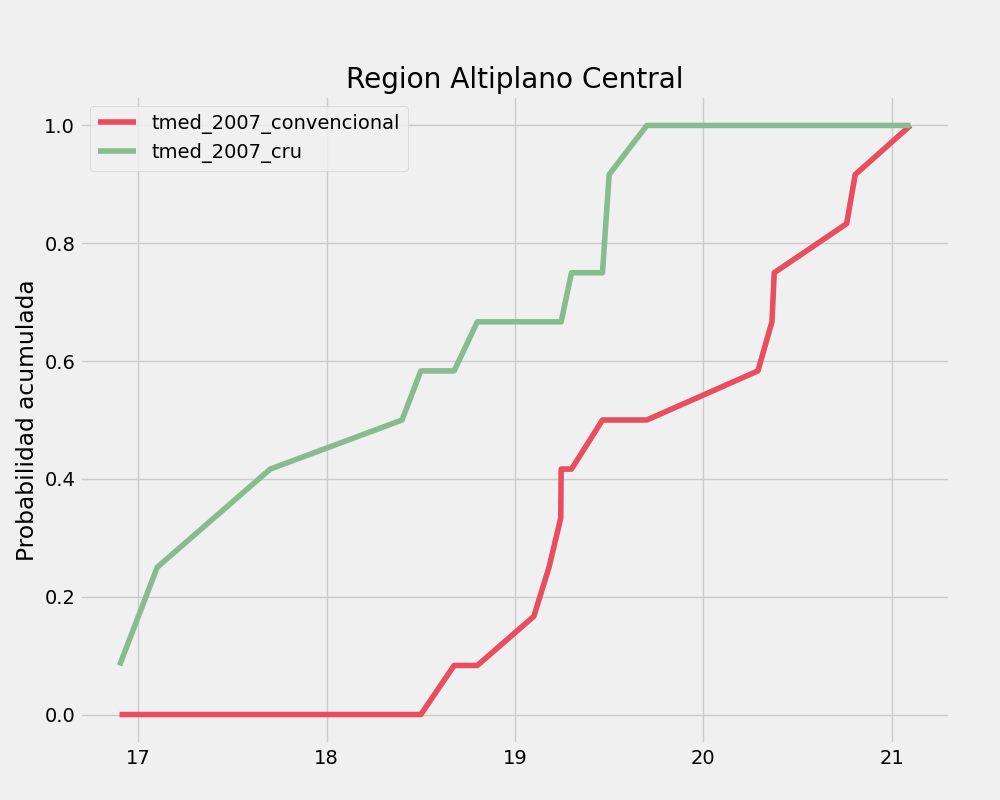 Region Altiplano Central
tmed_2007_convencional
tmed_2007_cru
Probabilidad acumulada
1.0
0.8
0.6
0.4
0.2
0.0
17 18 19 20 21